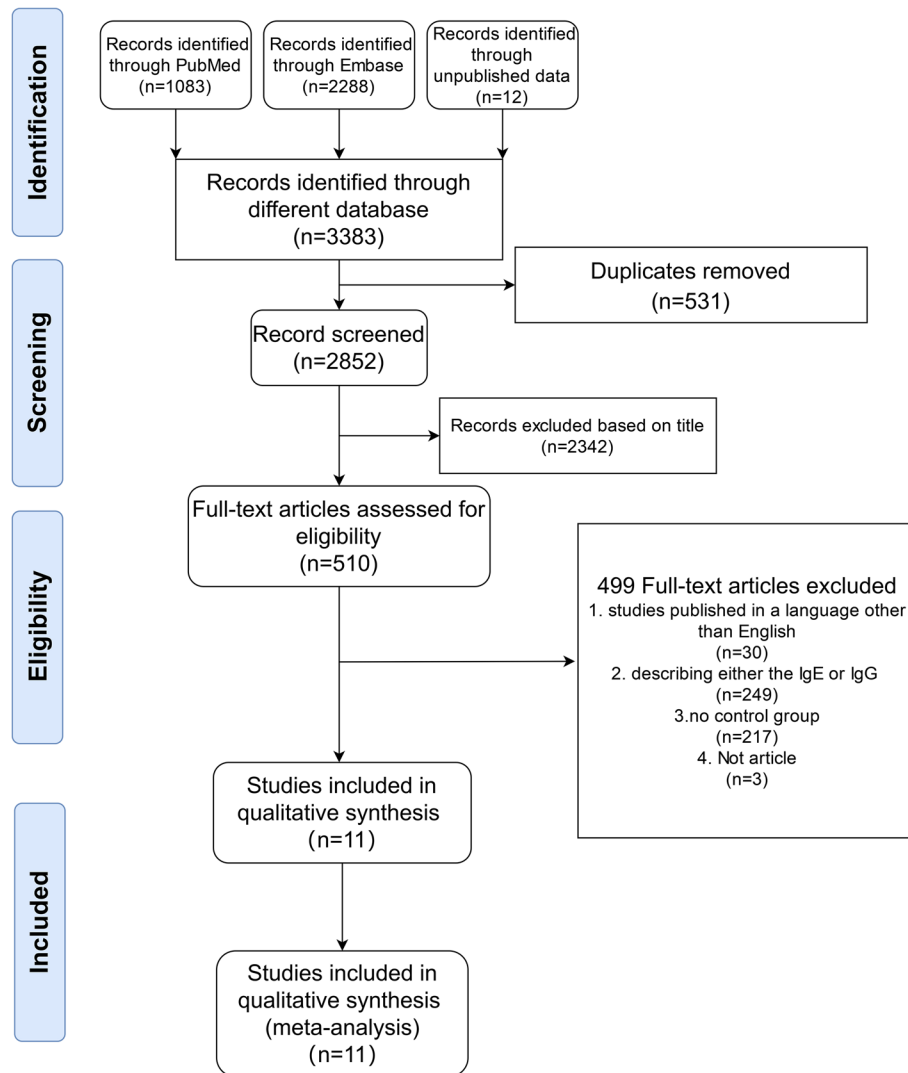 Identification
Records identified
through PubMed
(n=1083)
Records identified
through Embase
(n=2288)
Records identified
through
unpublished data
(n=12)
Records identified through
different database
(n=3383)
Duplicates removed
(n=531)
Screening
Record screened
(n=2852)
Records excluded based on title
(n=2342)
Eligibility
Full-text articles assessed for
eligibility
(n=510)
499 Full-text articles excluded
1. studies published in a language other
than English
(n=30)
2. describing either the IgE or IgG
(n=249)
3.no control group
(n=217)
4. Not article
(n=3)
Included
Studies included in
qualitative synthesis
(n=11)
Studies included in
qualitative synthesis
(meta-analysis)
(n=11)